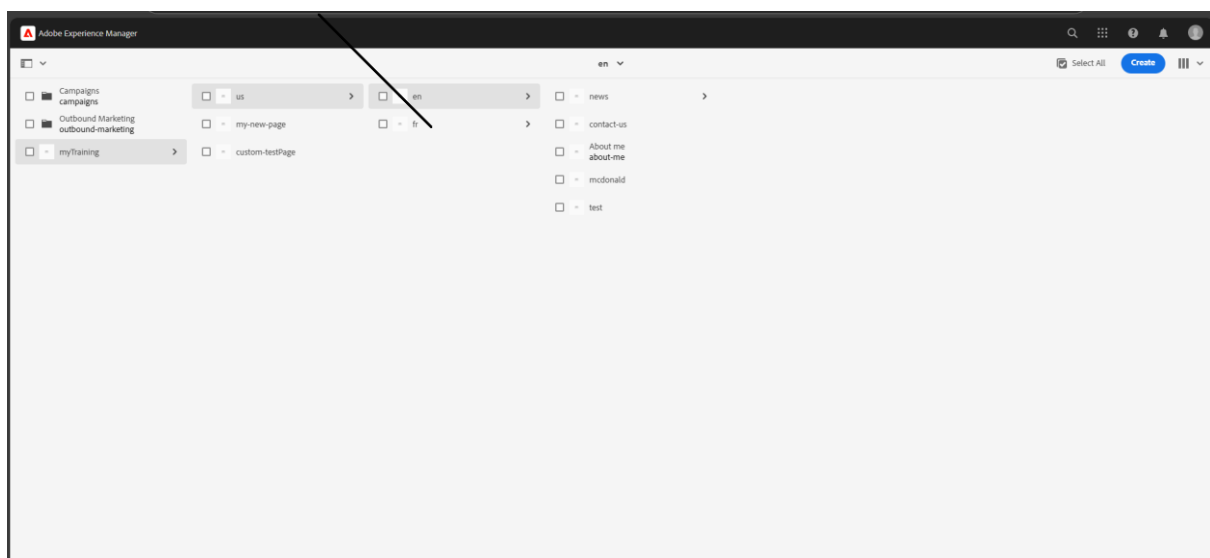 Adobe Experience Manager
en
Select All
Create
Campaigns
campaigns
Outbound Marketing
outbound-marketing
myTraining
us
my-new-page
custom-testPage
en
fr
news
contact-us
About me
about-me
mcdonald
test